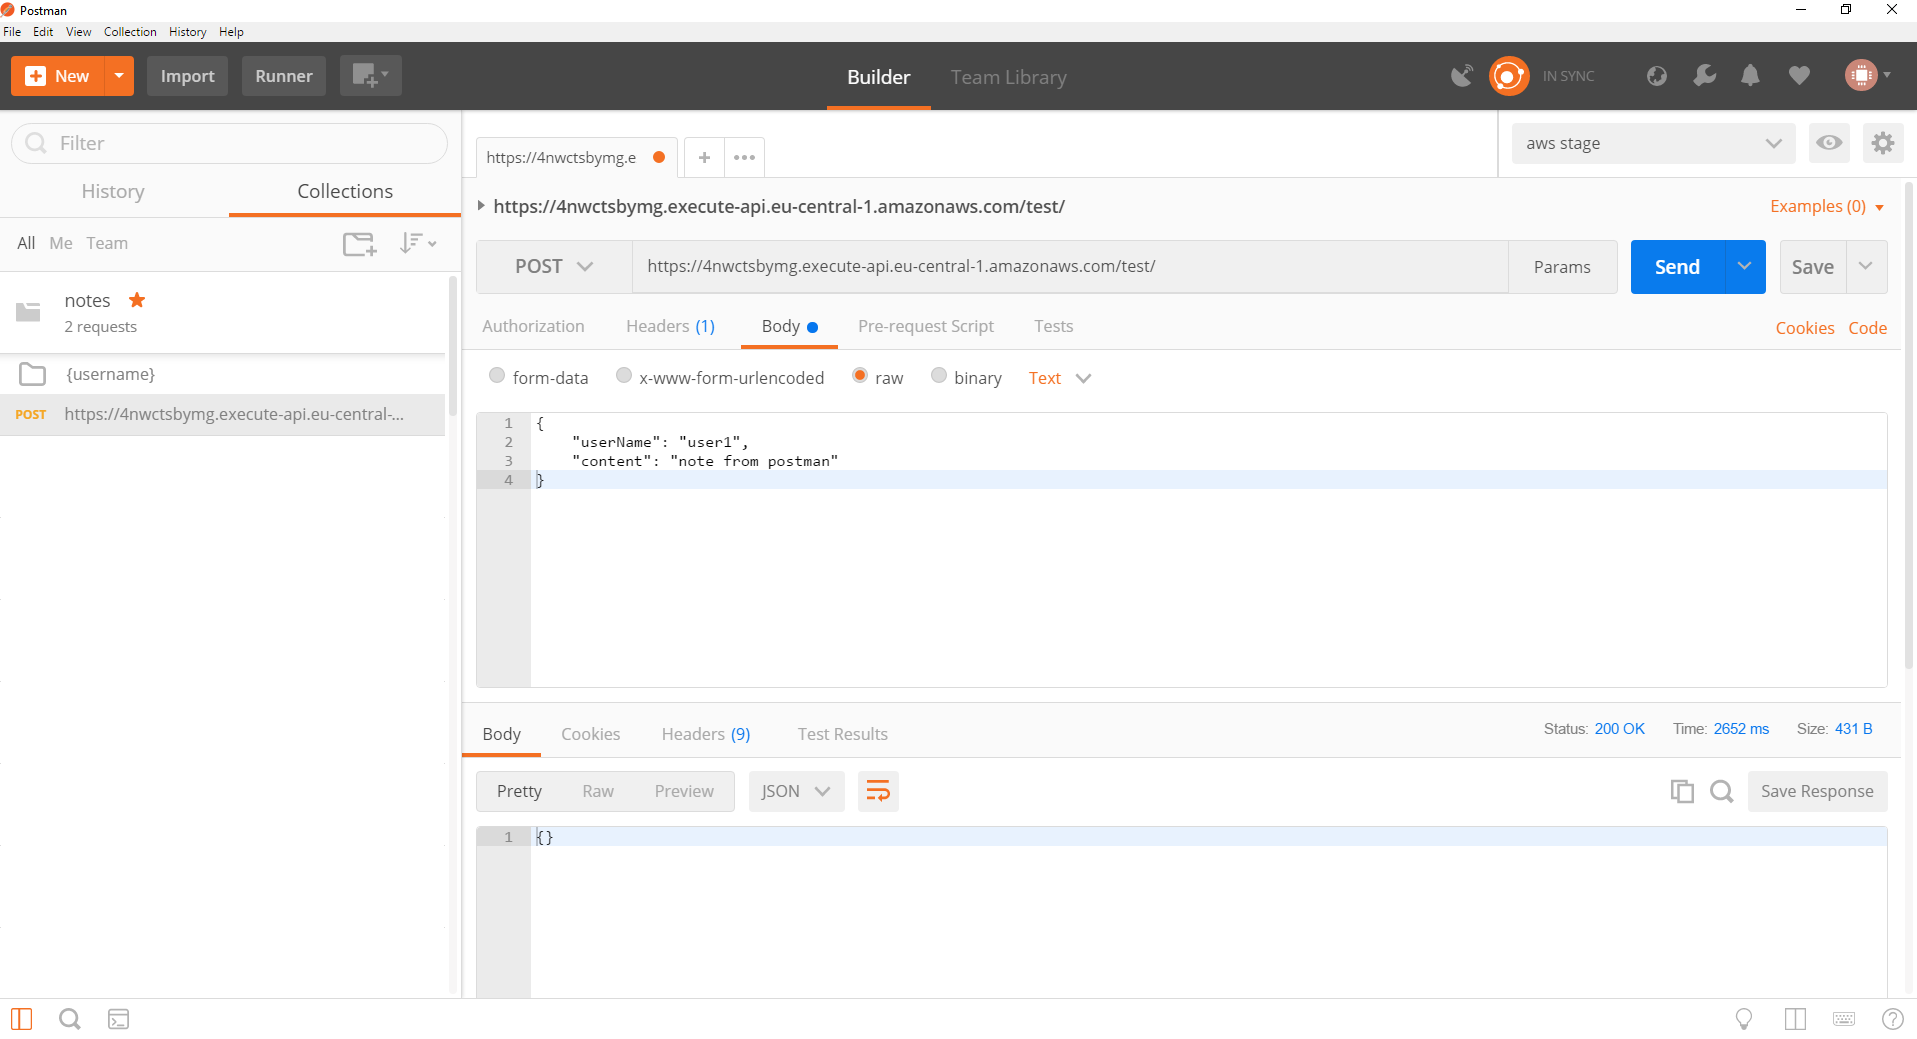 Postman
File Edit View Collection History Help
New Import Runner Builder Team Library IN SYNC
Filter
History Collections
All Me Team
notes
2 requests
{username}
POST https://4nwctsbymg.execute-api.eu-central-...
https://4nwctsbymg.e + •••
aws stage
https://4nwctsbymg.execute-api.eu-central-1.amazonaws.com/test/ Examples (0)
POST https://4nwctsbymg.execute-api.eu-central-1.amazonaws.com/test/ Params Send Save
Authorization Headers (1) Body Pre-request Script Tests Cookies Code
form-data x-www-form-urlencoded raw binary Text
1 {
2 "userName": "user1",
3 "content": "note from postman"
4 }
Body Cookies Headers (9) Test Results Status: 200 OK Time: 2652 ms Size: 431 B
Pretty Raw Preview JSON Save Response
1 {}